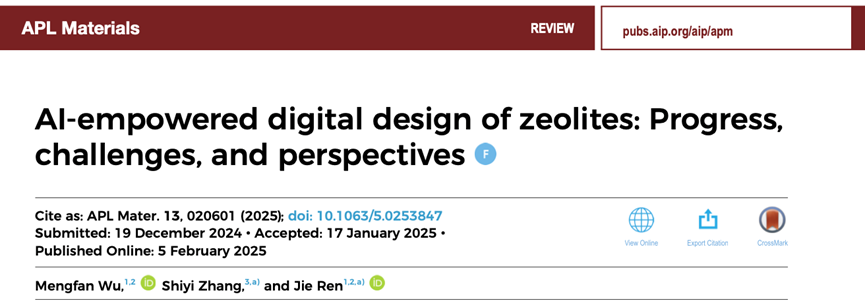 APL Materials
REVIEW
pubs.aip.org/aip/apm
AI-empowered digital design of zeolites: Progress,
challenges, and perspectives F
Cite as: APL Mater. 13, 020601 (2025); doi: 10.1063/5.0253847
Submitted: 19 December 2024 • Accepted: 17 January 2025 •
Published Online: 5 February 2025
View Online
Export Citation
CrossMark
Mengfan Wu,1,2 iD Shiyi Zhang,3,a) and Jie Ren1,2,a) iD